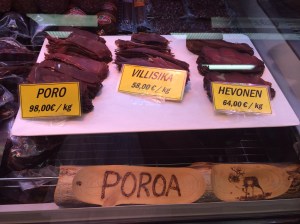 PORO
98,00€ / kg
VILLISIKA
58,00€ / kg
HEVONEN
64,00€ / kg
POROA